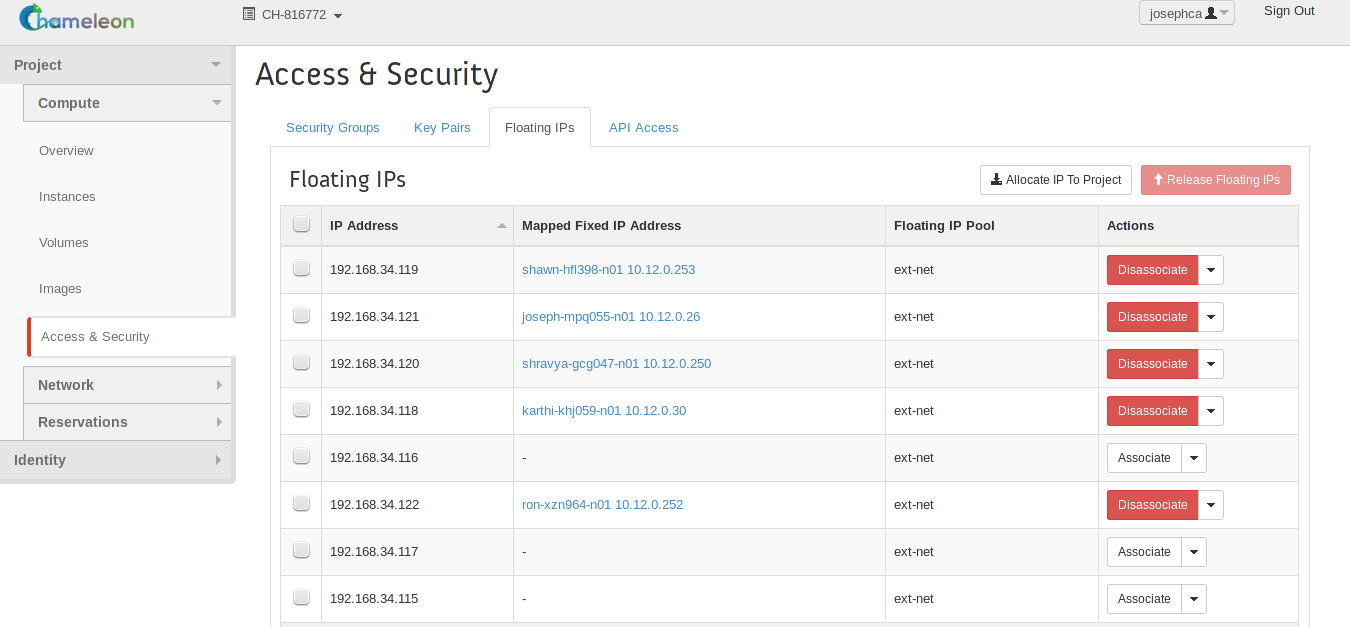 Chameleon
CH-816772
josephca
Sign Out
Project
Compute
Overview
Instances
Volumes
Images
Access & Security
Network
Reservations
Identity
Access & Security
Security Groups
Key Pairs
Floating IPs
API Access
Floating IPs
Allocate IP To Project
Release Floating IPs
IP Address Mapped Fixed IP Address Floating IP Pool Actions
192.168.34.119 shawn-hfl398-n01 10.12.0.253 ext-net Disassociate
192.168.34.121 joseph-mpq055-n01 10.12.0.26 ext-net Disassociate
192.168.34.120 shravya-gcg047-n01 10.12.0.250 ext-net Disassociate
192.168.34.118 karthi-khj059-n01 10.12.0.30 ext-net Disassociate
192.168.34.116 - ext-net Associate
192.168.34.122 ron-xzn964-n01 10.12.0.252 ext-net Disassociate
192.168.34.117 - ext-net Associate
192.168.34.115 - ext-net Associate